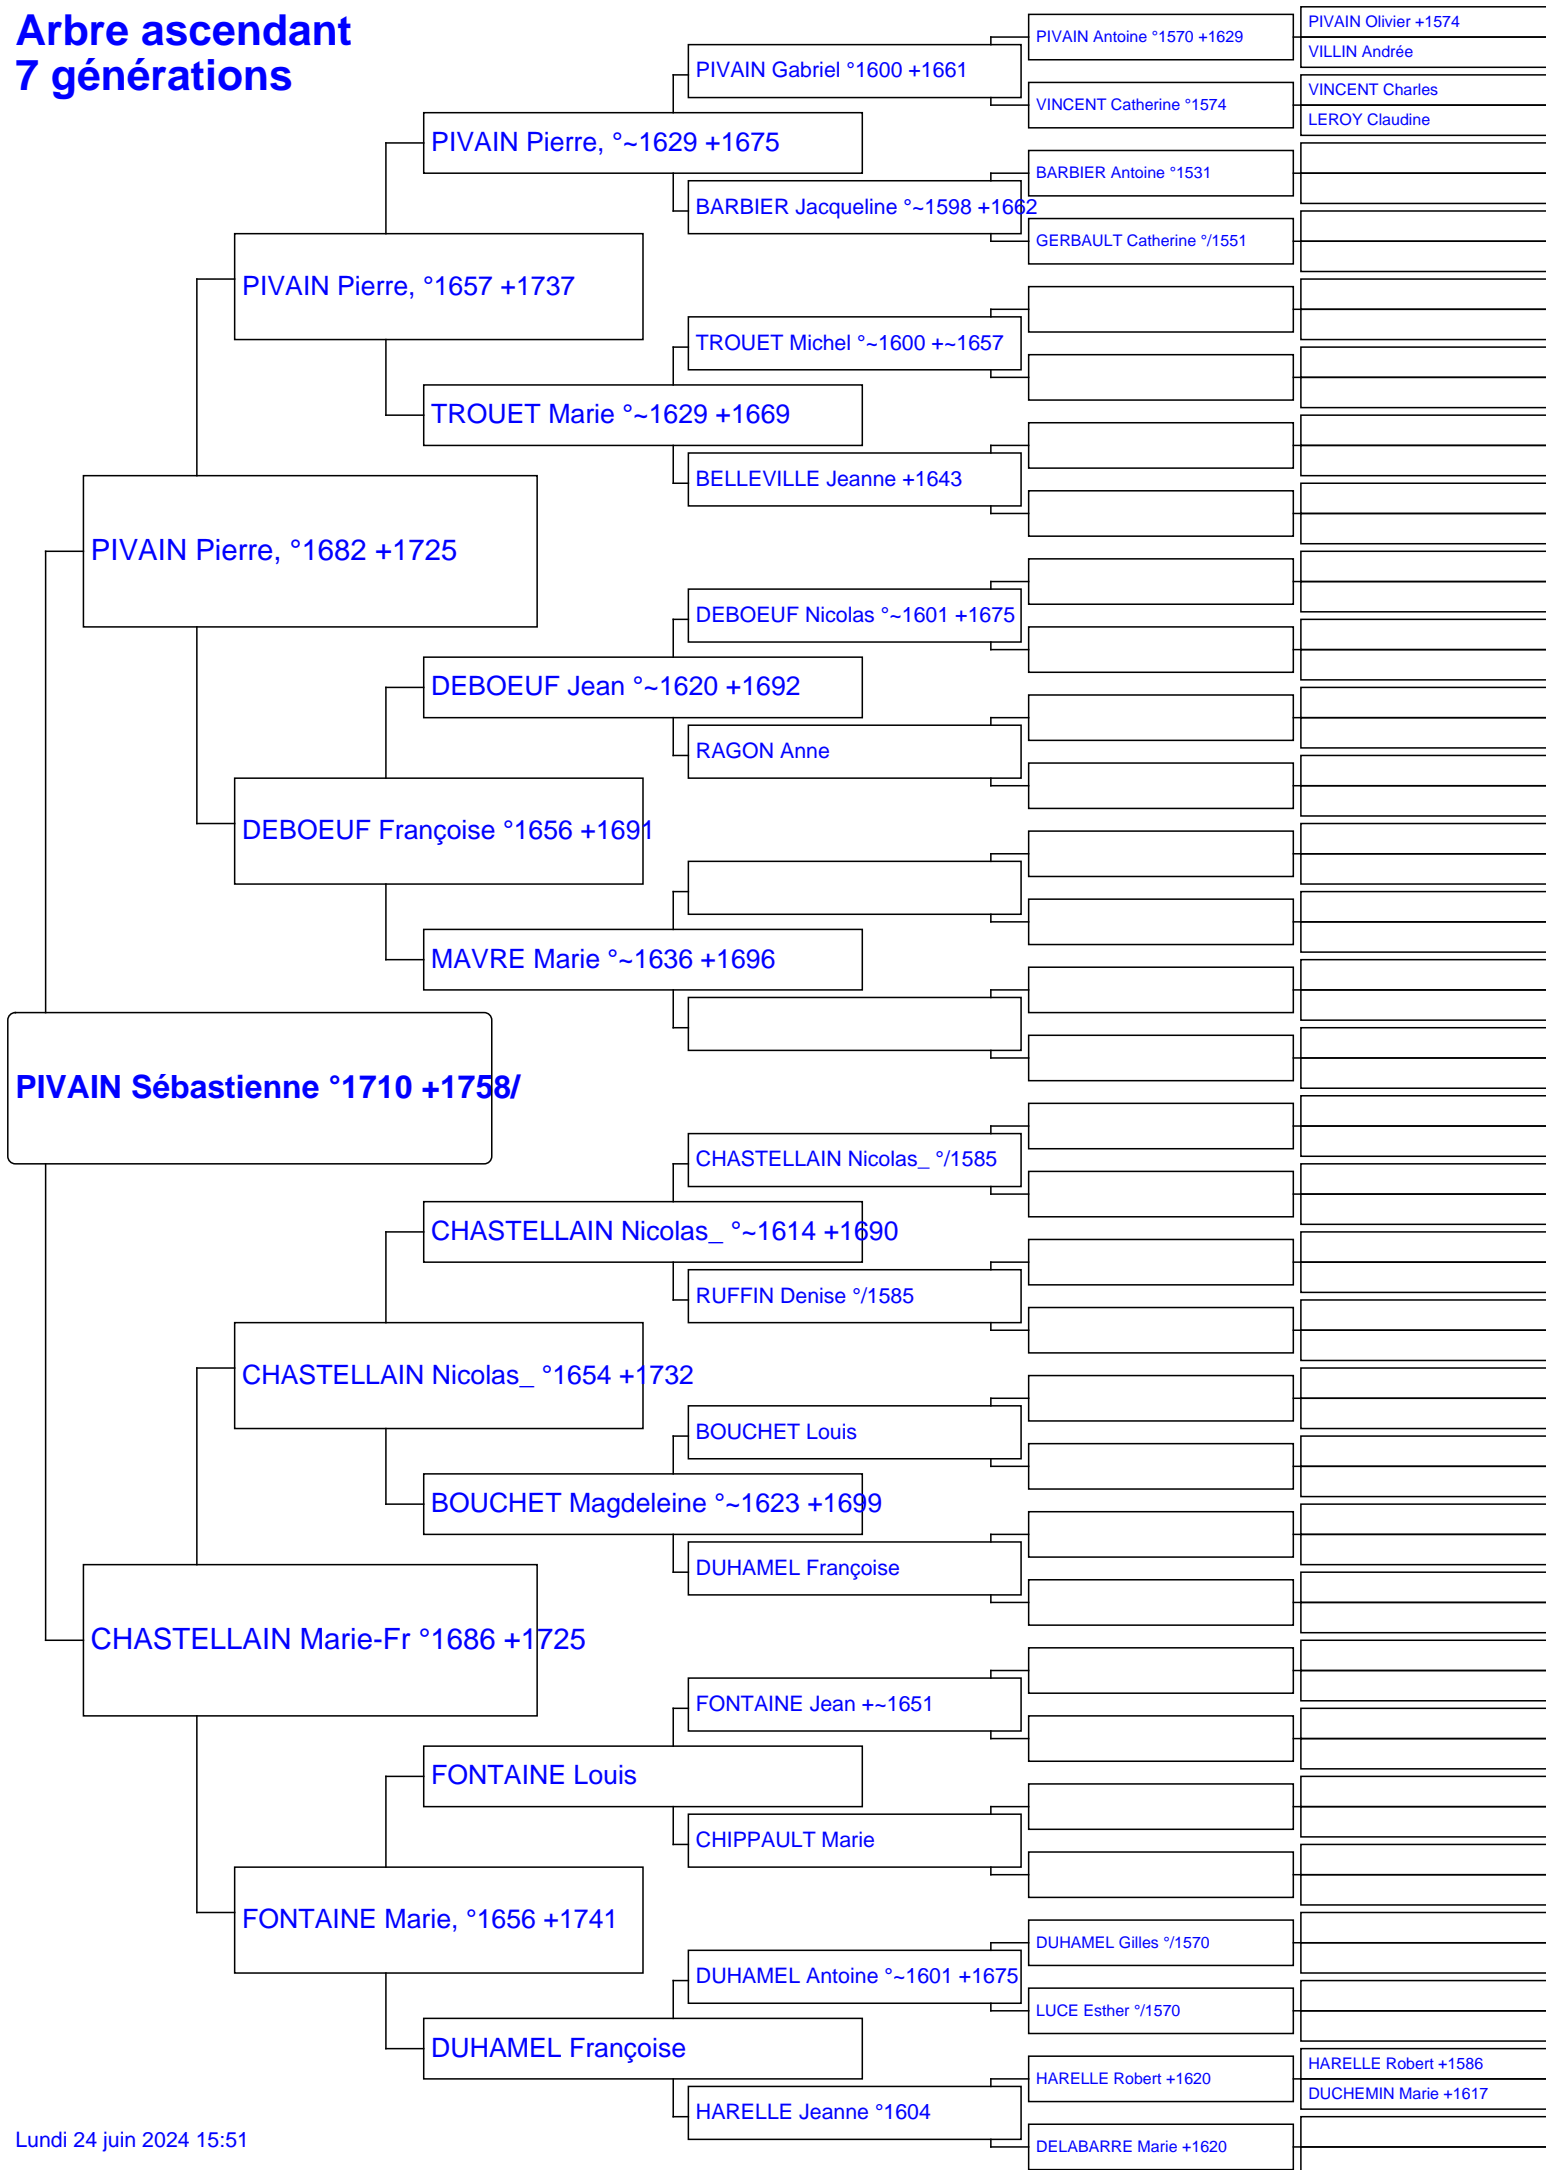 Arbre ascendant
7 générations
PIVAIN Olivier +1574
PIVAIN Antoine °1570 +1629
VILLIN Andrée
PIVAIN Gabriel °1600 +1661
VINCENT Charles
VINCENT Catherine °1574
LEROY Claudine
PIVAIN Pierre, °~1629 +1675
BARBIER Antoine °1531
BARBIER Jacqueline °~1598 +1662
GERBAULT Catherine °/1551
PIVAIN Pierre, °1657 +1737
TROUET Michel °~1600 +~1657
TROUET Marie °~1629 +1669
BELLEVILLE Jeanne +1643
PIVAIN Pierre, °1682 +1725
DEBOEUF Nicolas °~1601 +1675
DEBOEUF Jean °~1620 +1692
RAGON Anne
DEBOEUF Françoise °1656 +1691
MAVRE Marie °~1636 +1696
PIVAIN Sébastienne °1710 +1758/
CHASTELLAIN Nicolas_ °/1585
CHASTELLAIN Nicolas_ °~1614 +1690
RUFFIN Denise °/1585
CHASTELLAIN Nicolas_ °1654 +1732
BOUCHET Louis
BOUCHET Magdeleine °~1623 +1699
DUHAMEL Françoise
CHASTELLAIN Marie-Fr °1686 +1725
FONTAINE Jean +~1651
FONTAINE Louis
CHIPPAULT Marie
FONTAINE Marie, °1656 +1741
DUHAMEL Gilles °/1570
DUHAMEL Antoine °~1601 +1675
LUCE Esther °/1570
DUHAMEL Françoise
HARELLE Robert +1586
HARELLE Robert +1620
DUCHEMIN Marie +1617
HARELLE Jeanne °1604
DELABARRE Marie +1620
Lundi 24 juin 2024 15:51